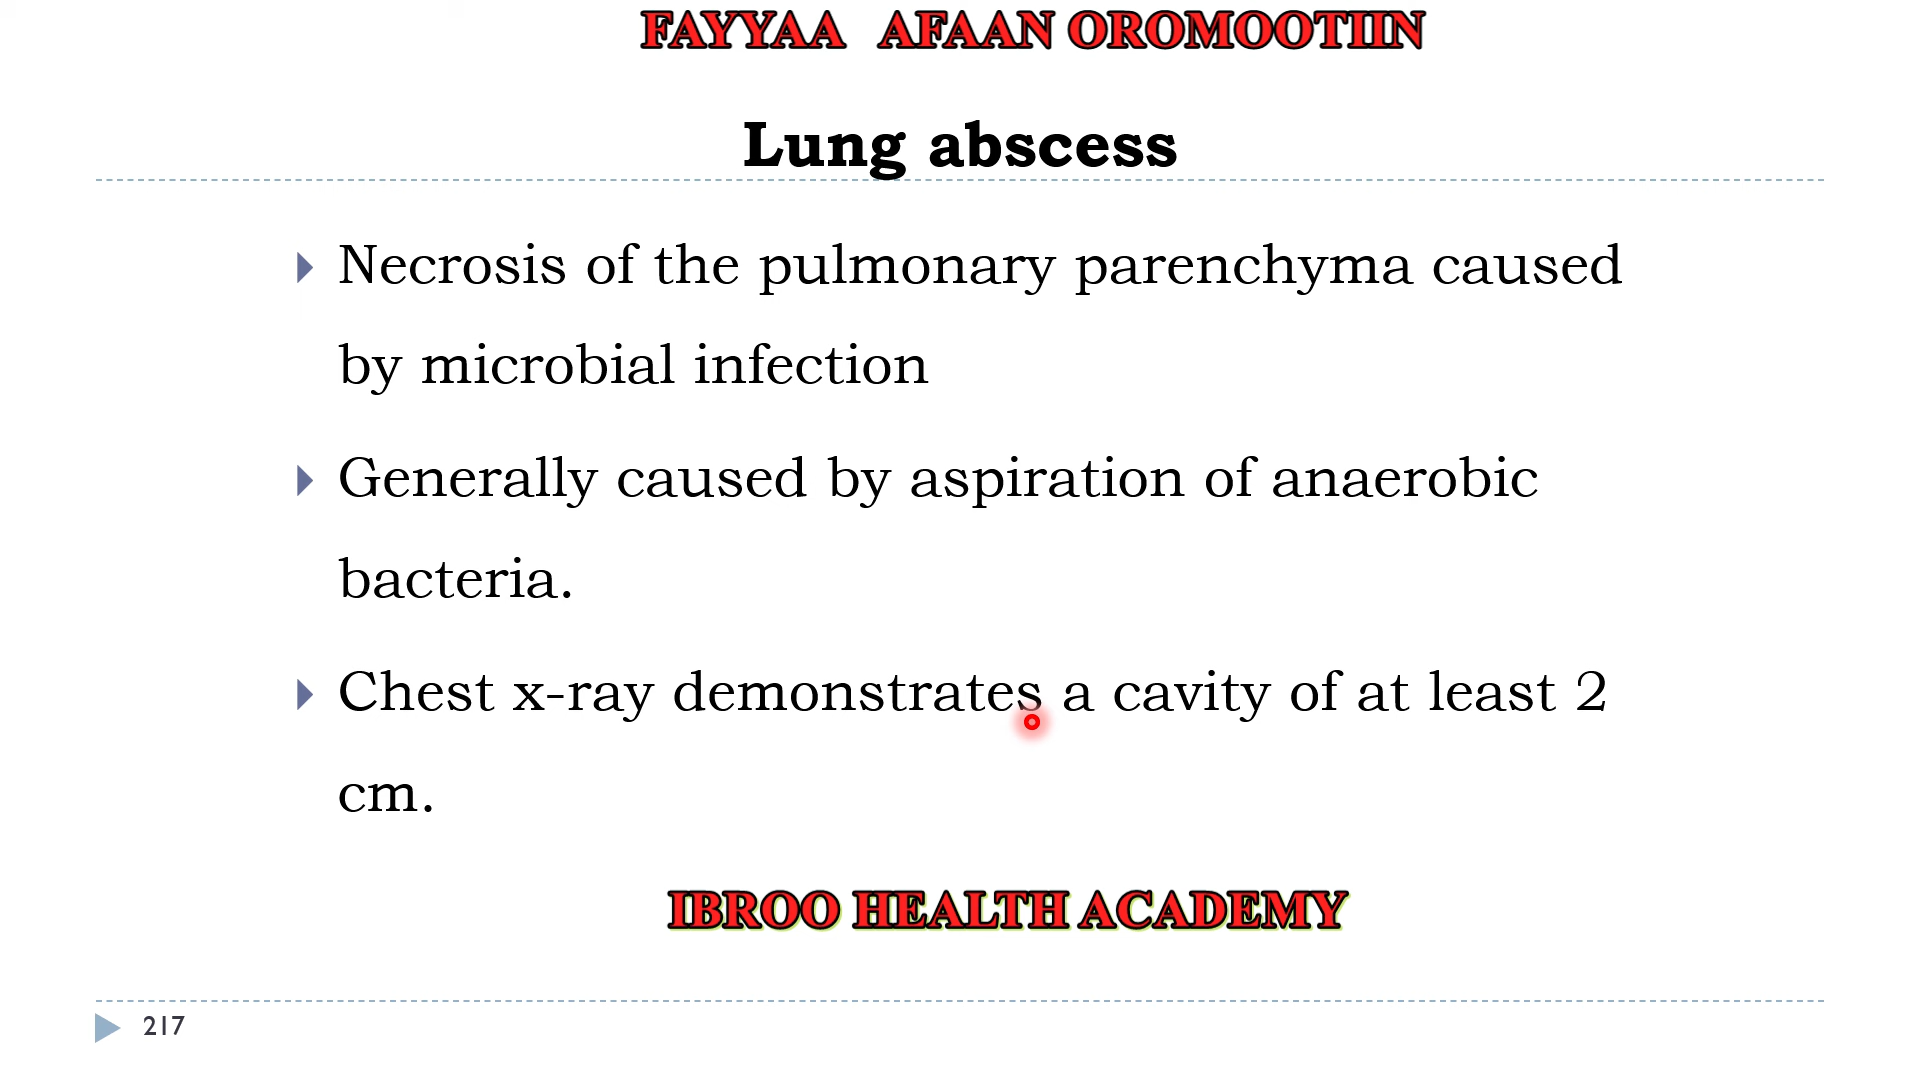 FAYYAA AFAAN OROMOOTIIN
Lung abscess
Necrosis of the pulmonary parenchyma caused
by microbial infection
Generally caused by aspiration of anaerobic
bacteria.
Chest x-ray demonstrates a cavity of at least 2
cm.
IBROO HEALTH ACADEMY
217